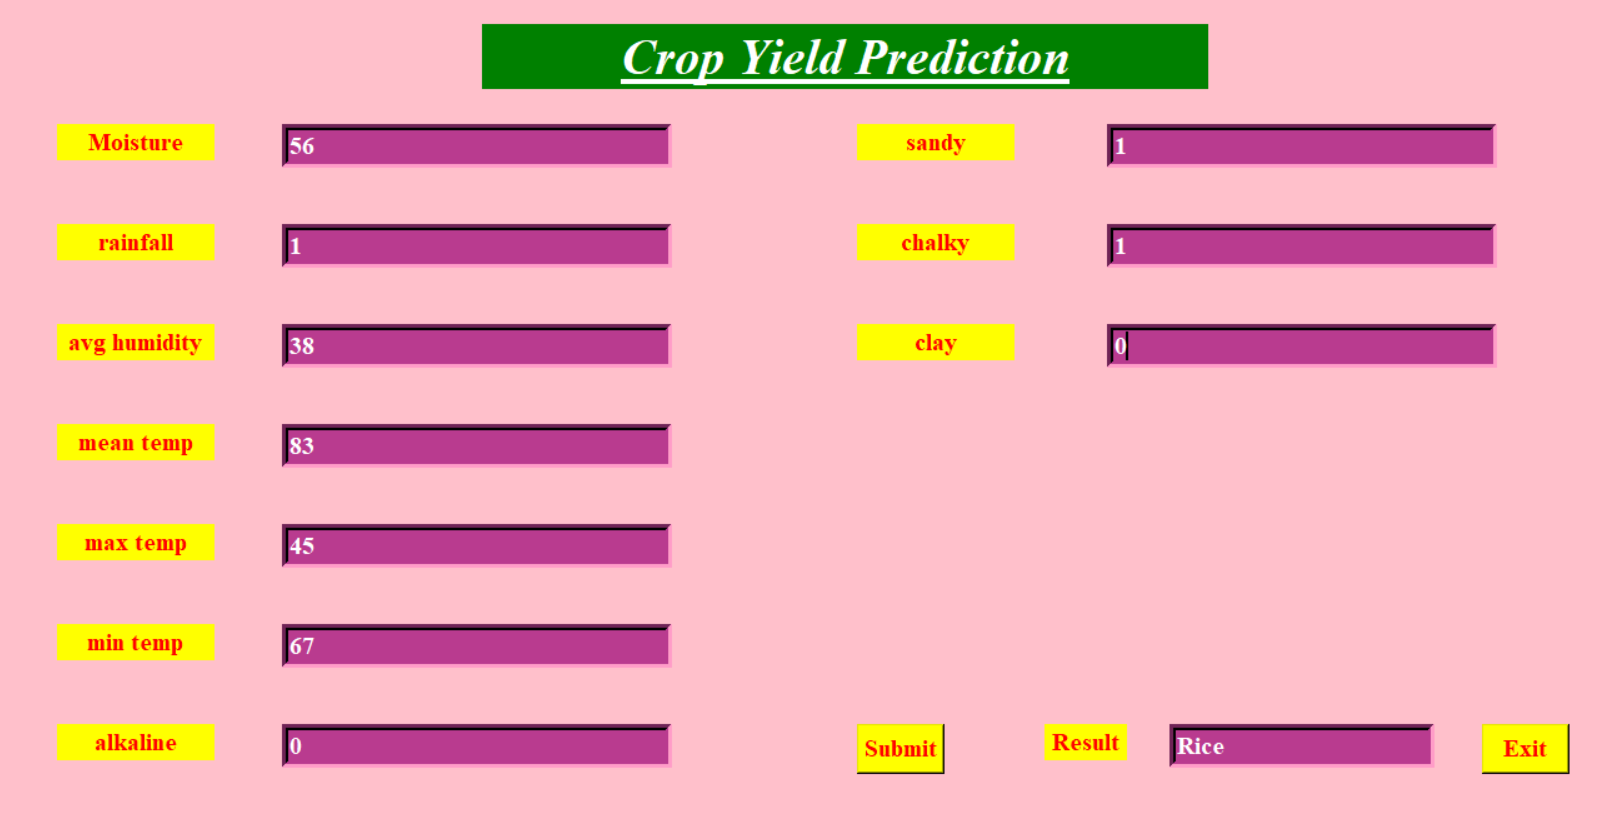 Crop Yield Prediction
Moisture 56 sandy 1
rainfall 1 chalky 1
avg humidity 38 clay 0
mean temp 83
max temp 45
min temp 67
alkaline 0 Submit Result Rice Exit